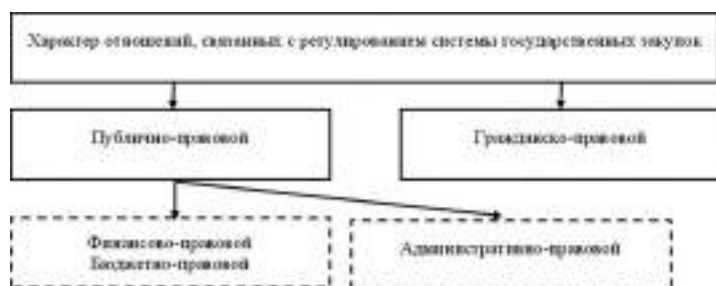 Характер отношений, связанных с регулированием системы государственных закупок
Публично-правовой
Гражданско-правовой
Финансово-правовой
Бюджетно-правовой
Административно-правовой